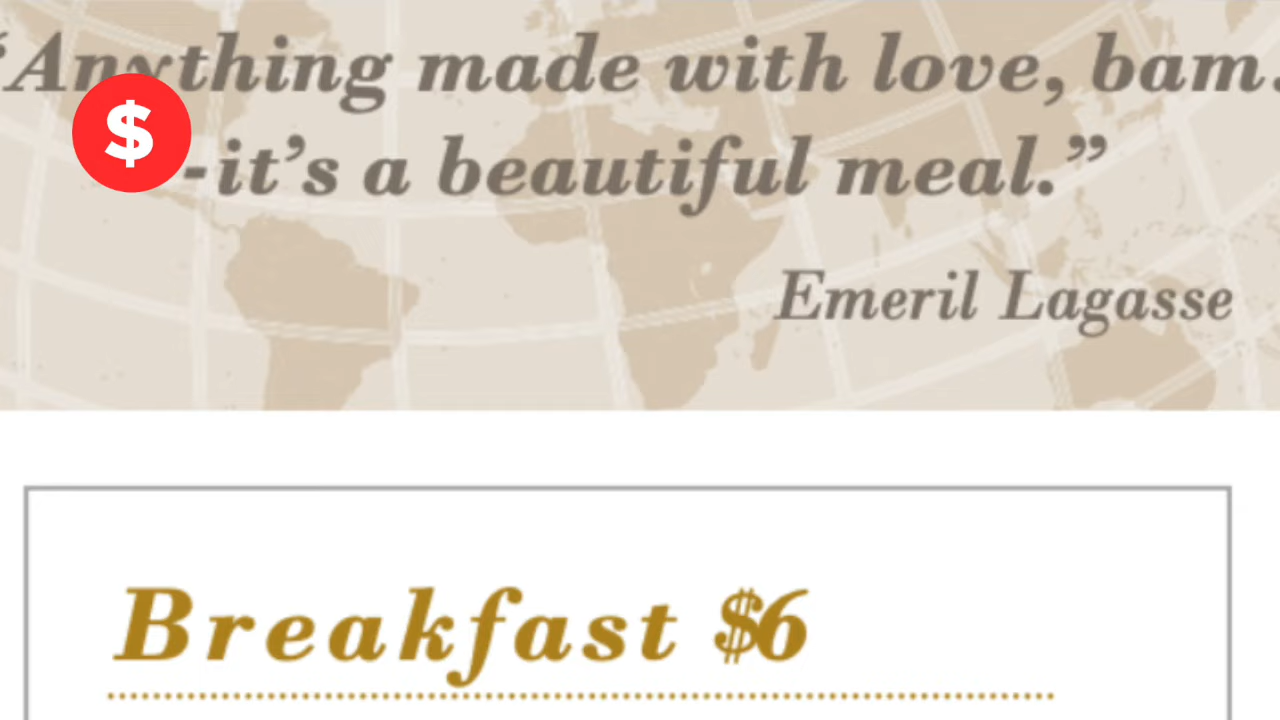 “Anything made with love, bam!
$
-it’s a beautiful meal.”
Emeril Lagasse
Breakfast $6